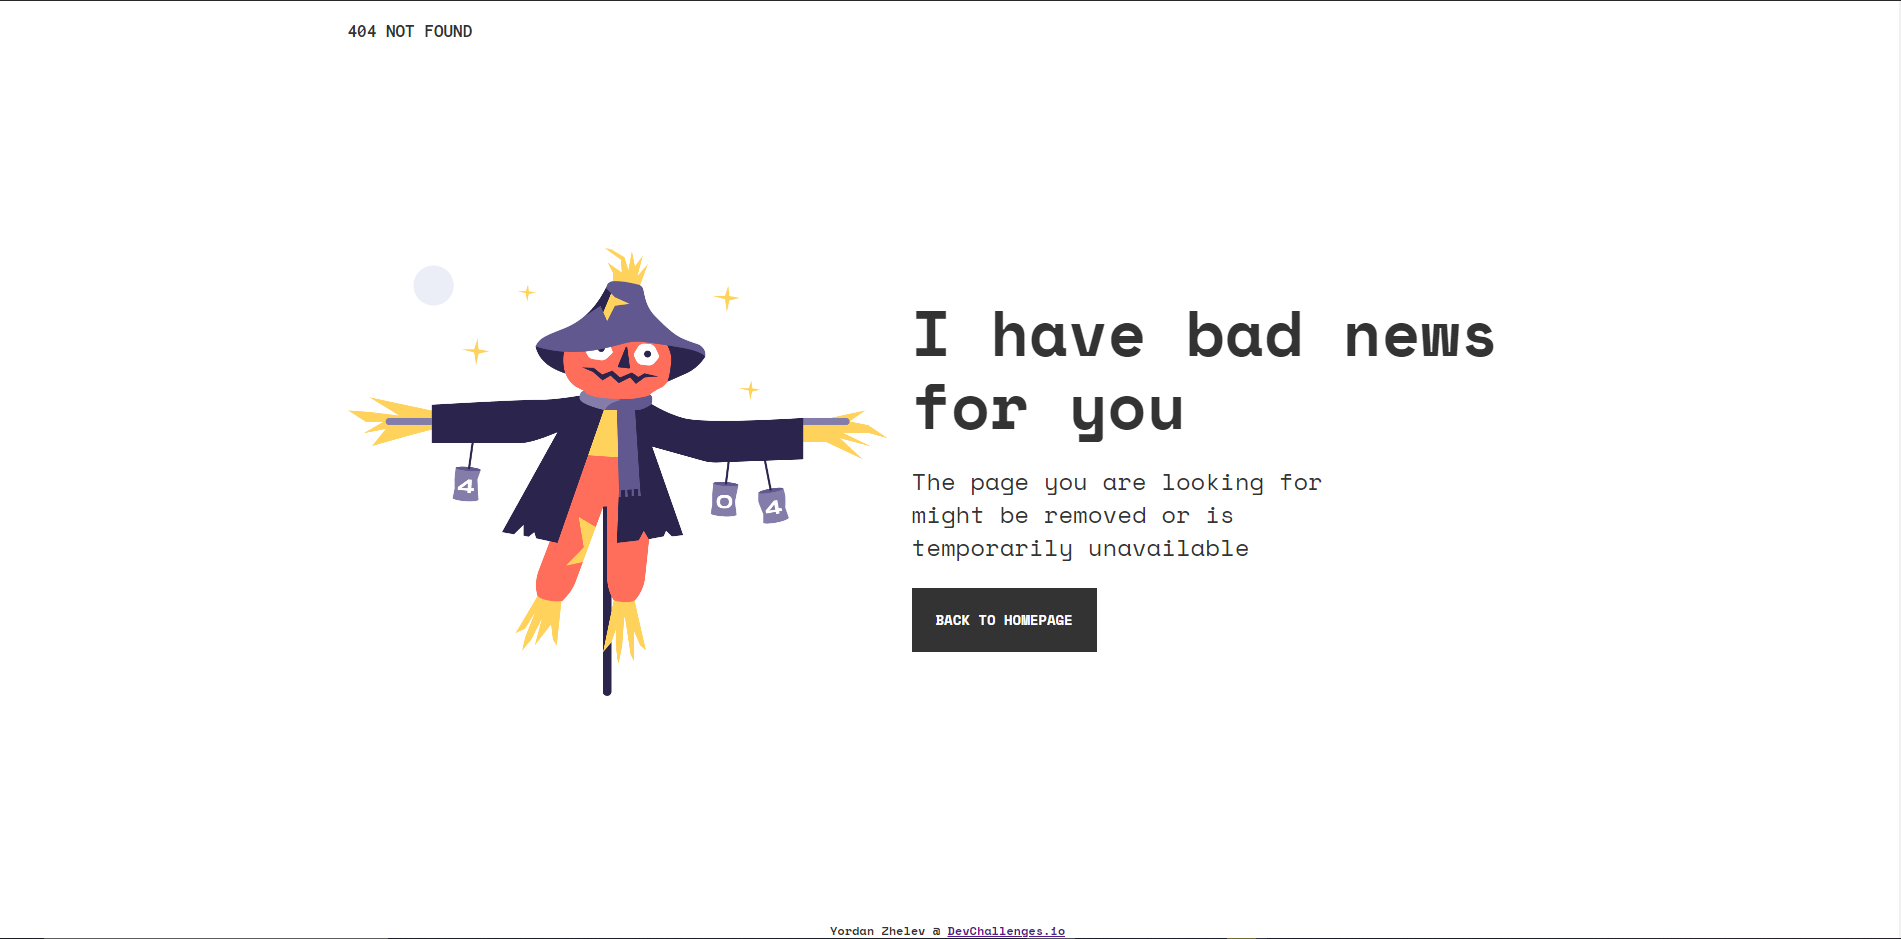 404 NOT FOUND
I have bad news
for you
4
0
4
The page you are looking for
might be removed or is
temporarily unavailable
BACK TO HOMEPAGE
Yordan Zhelev @ DevChallenges.io